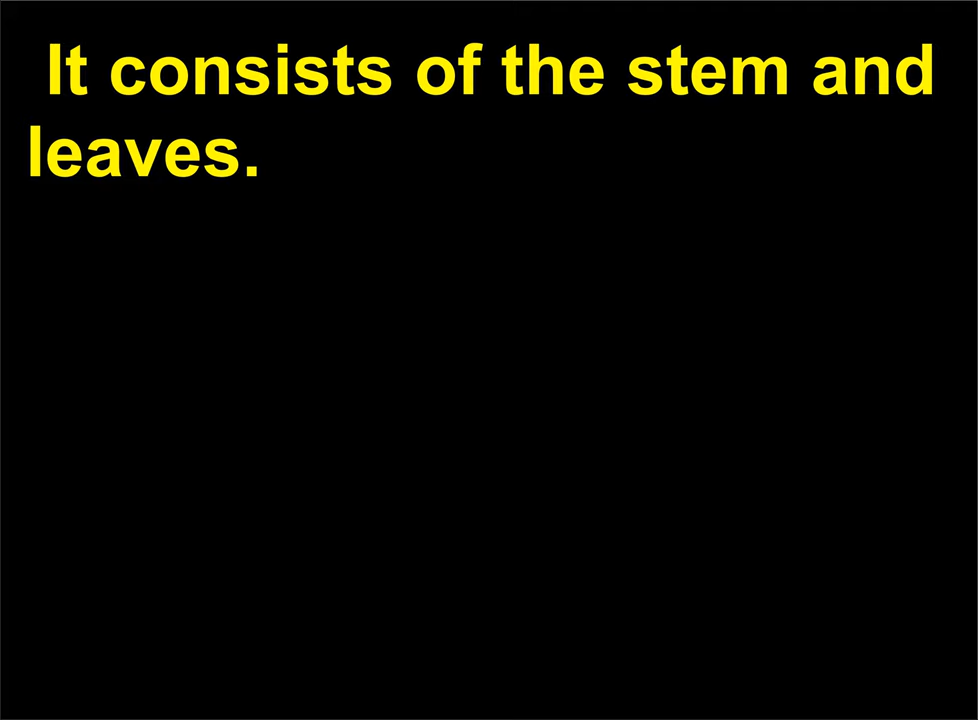 It consists of the stem and
leaves.